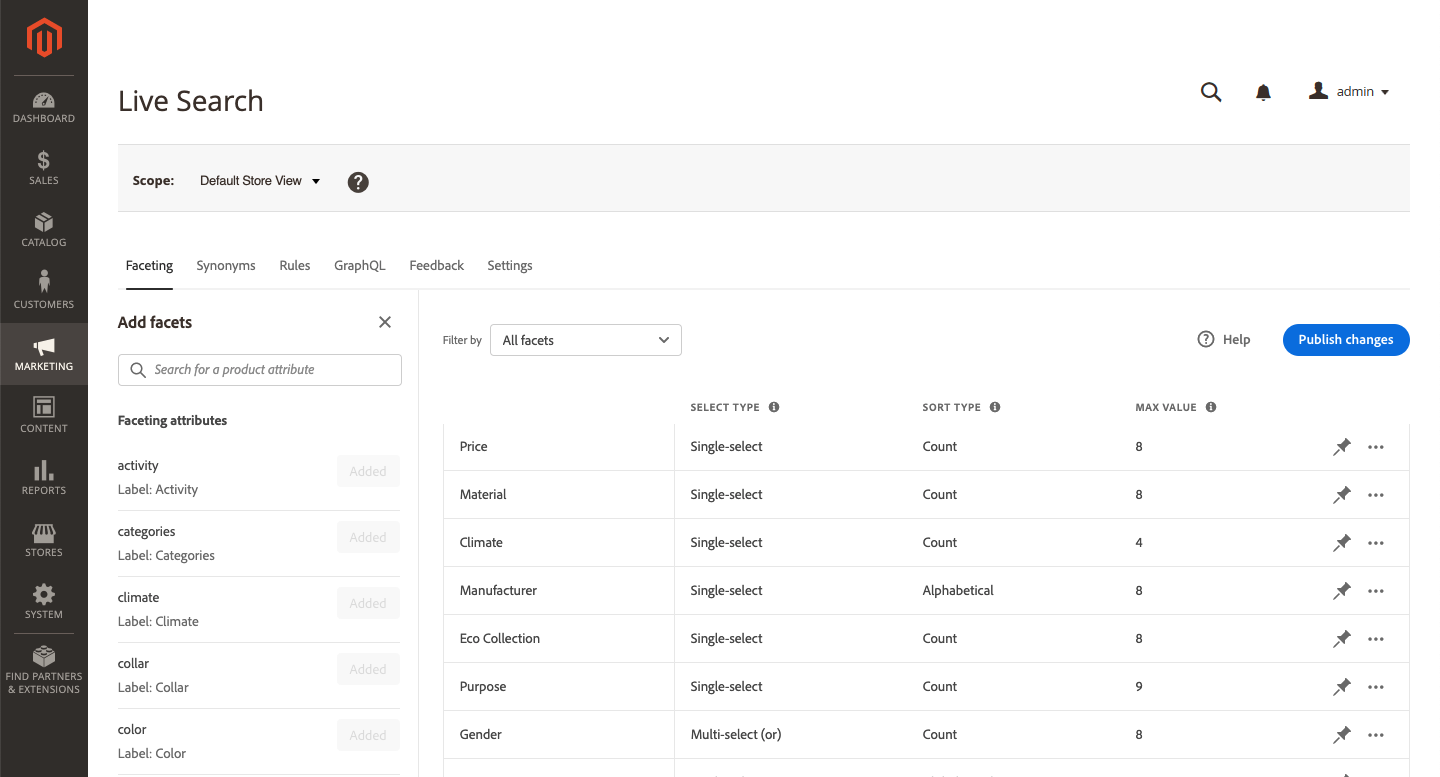 Live Search
admin
DASHBOARD
SALES
CATALOG
CUSTOMERS
MARKETING
CONTENT
REPORTS
STORES
SYSTEM
FIND PARTNERS
& EXTENSIONS
Scope: Default Store View
Faceting Synonyms Rules GraphQL Feedback Settings
Add facets
Search for a product attribute
Faceting attributes
activity Added
Label: Activity
categories Added
Label: Categories
climate Added
Label: Climate
collar Added
Label: Collar
color Added
Label: Color
Filter by All facets Help Publish changes
SELECT TYPE SORT TYPE MAX VALUE
Price Single-select Count 8
Material Single-select Count 8
Climate Single-select Count 4
Manufacturer Single-select Alphabetical 8
Eco Collection Single-select Count 8
Purpose Single-select Count 9
Gender Multi-select (or) Count 8